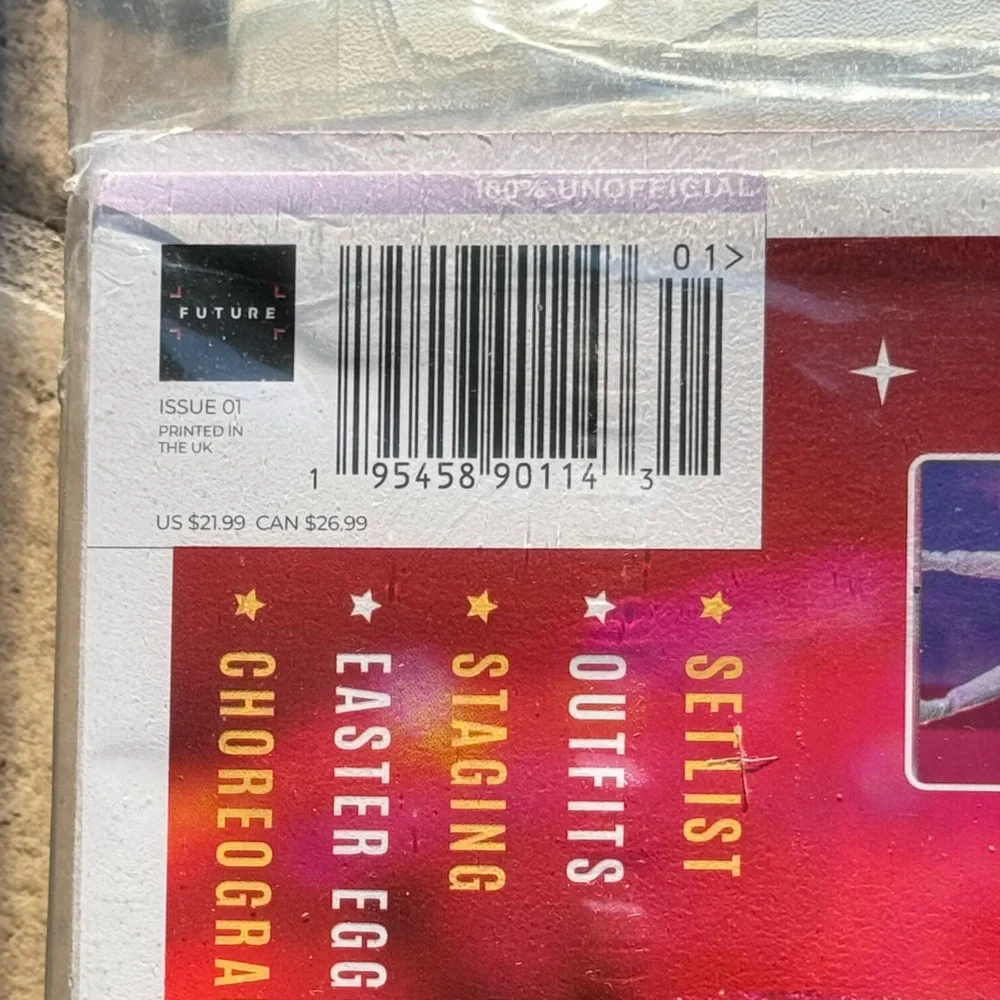 100% UNOFFICIAL
01>
FUTURE
ISSUE 01
PRINTED IN
THE UK
1 95458 90114 3
US $21.99 CAN $26.99
SETLIST
OUTFITS
STAGING
EASTER EGG
CHOREOGRA